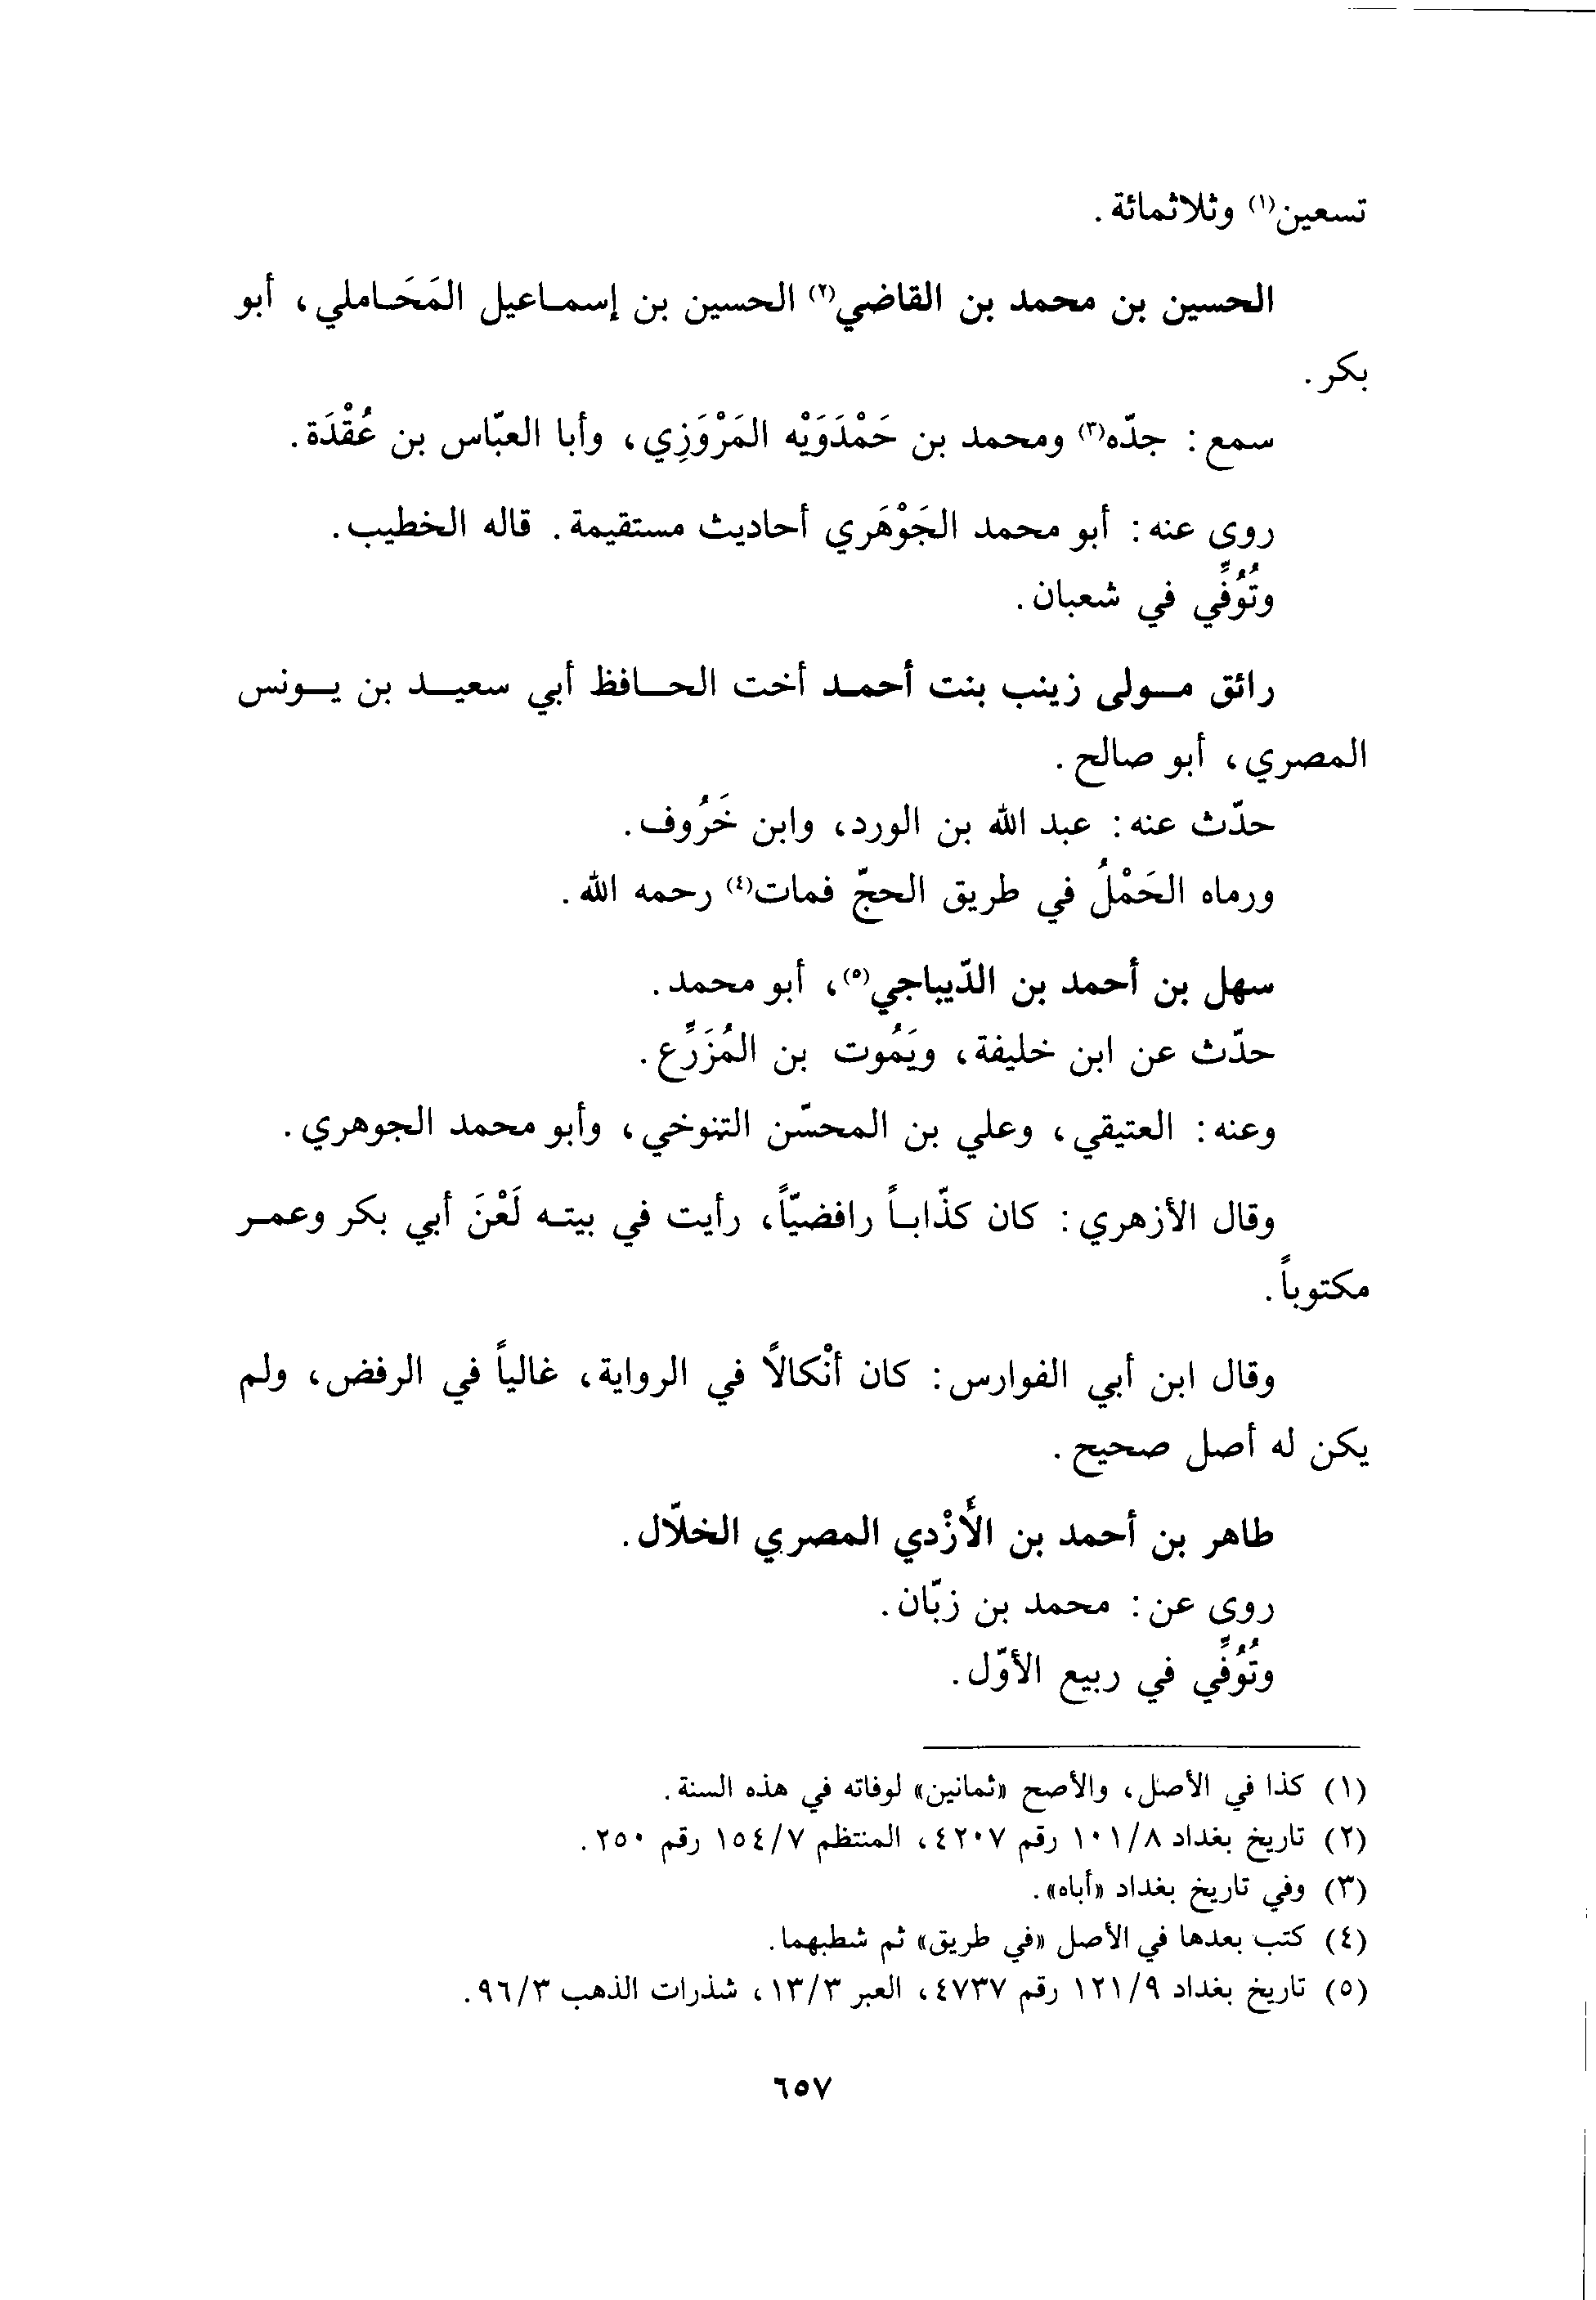 تسعين(١) وثلاثمائة.
الحسين بن محمد بن القاضي(٢) الحسين بن إسماعيل المَحَاملي، أبو
بكر.
سمع: جدّه(٣) ومحمد بن حَمْدَوَيْه المَرْوَزِي، وأبا العبّاس بن عُقْدَة.
روى عنه: أبو محمد الجَوْهَري أحاديث مستقيمة. قاله الخطيب.
وتُوُفِّي في شعبان.
رائق مولى زينب بنت أحمد أخت الحافظ أبي سعيد بن يونس
المصري، أبو صالح.
حدّث عنه: عبد الله بن الورد، وابن خَرُوف.
ورماه الحَمْلُ في طريق الحجّ فمات(٤) رحمه الله.
سهل بن أحمد بن الدّيباجي(٥)، أبو محمد.
حدّث عن ابن خليفة، ويَمُوت بن المُزَرِّع.
وعنه: العتيقي، وعلي بن المحسّن التنوخي، وأبو محمد الجوهري.
وقال الأزهري: كان كذّاباً رافضيّاً، رأيت في بيته لَعْنَ أبي بكر وعمر
مكتوباً.
وقال ابن أبي الفوارس: كان أنْكالاً في الرواية، غالياً في الرفض، ولم
يكن له أصل صحيح.
طاهر بن أحمد بن الأَزْدي المصري الخلّال.
روى عن: محمد بن زبّان.
وتُوُفِّي في ربيع الأوّل.
(١) كذا في الأصل، والأصح «ثمانين» لوفاته في هذه السنة.
(٢) تاريخ بغداد ١٠١/٨ رقم ٤٢٠٧، المنتظم ١٥٤/٧ رقم ٢٥٠.
(٣) وفي تاريخ بغداد «أباه».
(٤) كتب بعدها في الأصل «في طريق» ثم شطبهما.
(٥) تاريخ بغداد ١٢١/٩ رقم ٤٧٣٧، العبر ١٣/٣، شذرات الذهب ٩٦/٣.
٦٥٧